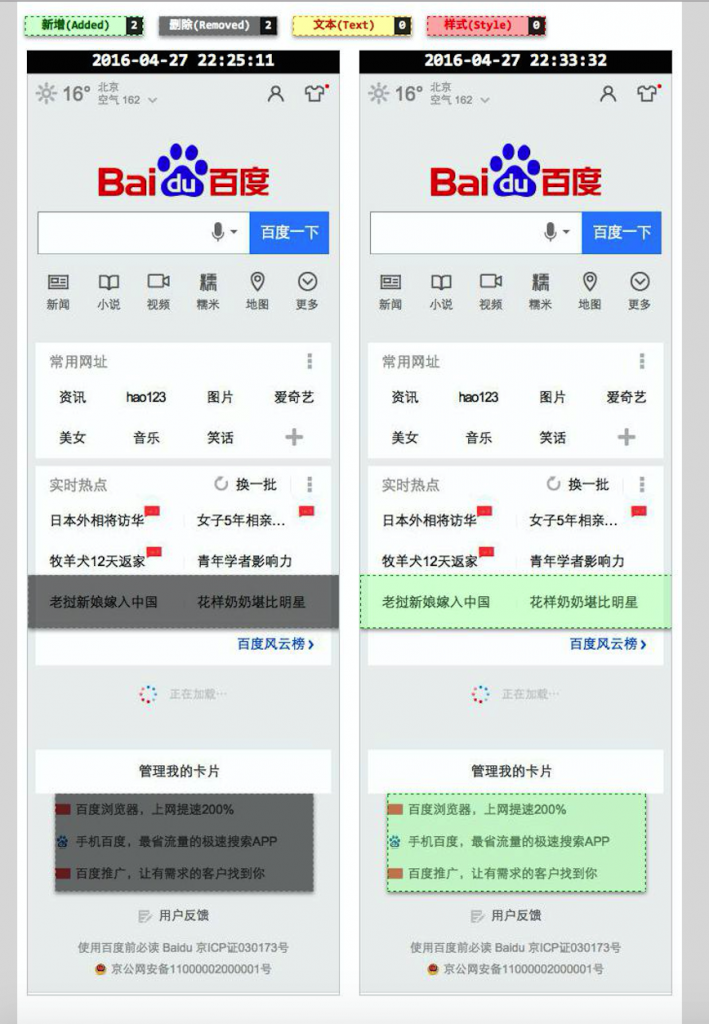 新增(Added) 2 删除(Removed) 2 文本(Text) 0 样式(Style) 0
2016-04-27 22:25:11
16° 北京
空气 162
Baidu百度
百度一下
新闻 小说 视频 糯米 地图 更多
常用网址
资讯 hao123 图片 爱奇艺
美女 音乐 笑话
实时热点 换一批
日本外相将访华 女子5年相亲...
牧羊犬12天返家 青年学者影响力
老挝新娘嫁入中国 花样奶奶堪比明星
百度风云榜
正在加载...
管理我的卡片
百度浏览器，上网提速200%
手机百度，最省流量的极速搜索APP
百度推广，让有需求的客户找到你
用户反馈
使用百度前必读 Baidu 京ICP证030173号
京公网安备11000002000001号
2016-04-27 22:33:32
16° 北京
空气 162
Baidu百度
百度一下
新闻 小说 视频 糯米 地图 更多
常用网址
资讯 hao123 图片 爱奇艺
美女 音乐 笑话
实时热点 换一批
日本外相将访华 女子5年相亲...
牧羊犬12天返家 青年学者影响力
老挝新娘嫁入中国 花样奶奶堪比明星
百度风云榜
正在加载...
管理我的卡片
百度浏览器，上网提速200%
手机百度，最省流量的极速搜索APP
百度推广，让有需求的客户找到你
用户反馈
使用百度前必读 Baidu 京ICP证030173号
京公网安备11000002000001号